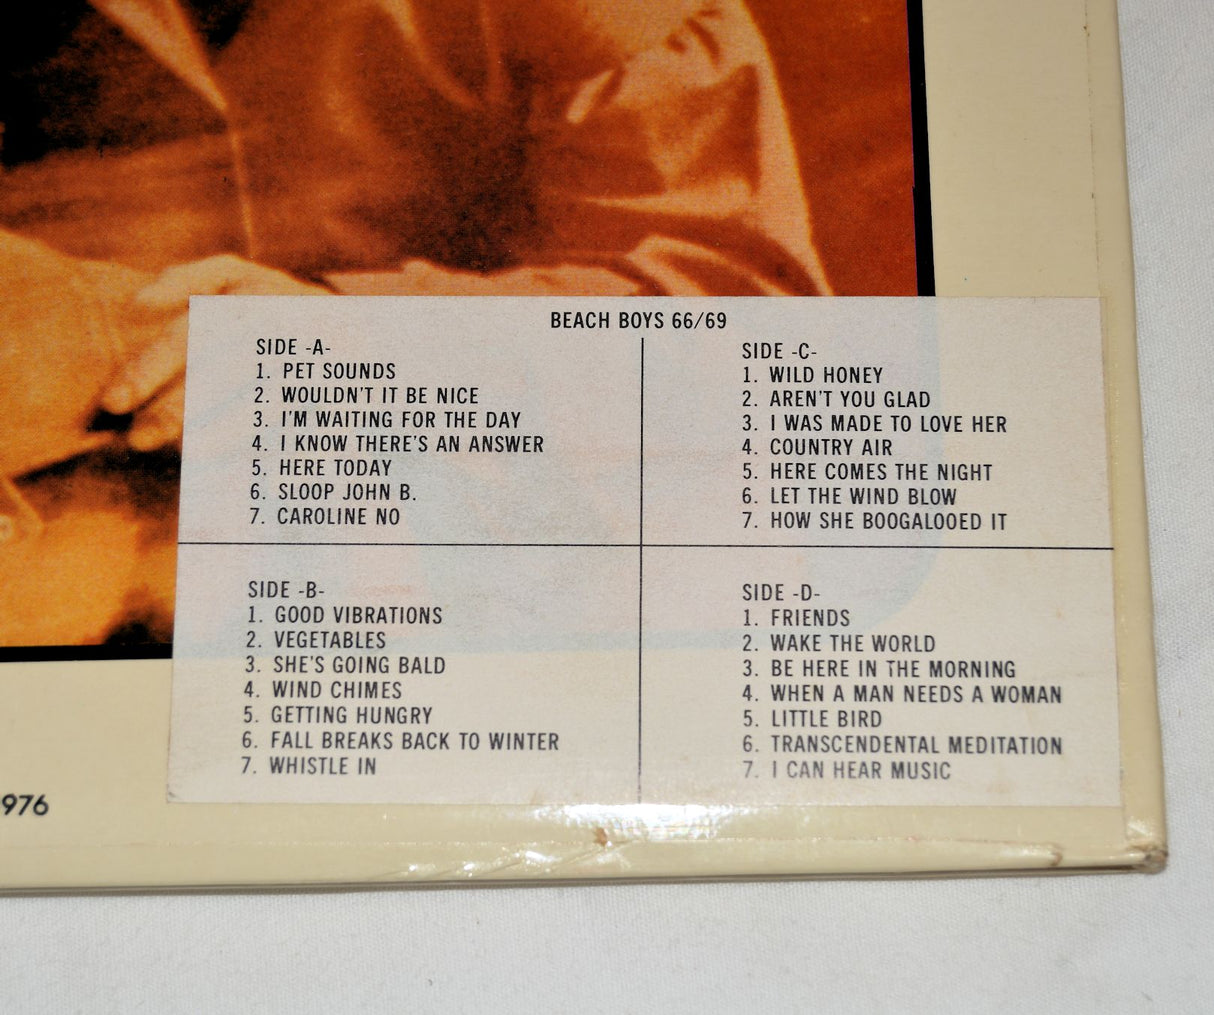 BEACH BOYS 66/69
SIDE -A-
1. PET SOUNDS
2. WOULDN'T IT BE NICE
3. I'M WAITING FOR THE DAY
4. I KNOW THERE'S AN ANSWER
5. HERE TODAY
6. SLOOP JOHN B.
7. CAROLINE NO
SIDE -B-
1. GOOD VIBRATIONS
2. VEGETABLES
3. SHE'S GOING BALD
4. WIND CHIMES
5. GETTING HUNGRY
6. FALL BREAKS BACK TO WINTER
7. WHISTLE IN
SIDE -C-
1. WILD HONEY
2. AREN'T YOU GLAD
3. I WAS MADE TO LOVE HER
4. COUNTRY AIR
5. HERE COMES THE NIGHT
6. LET THE WIND BLOW
7. HOW SHE BOOGALOOED IT
SIDE -D-
1. FRIENDS
2. WAKE THE WORLD
3. BE HERE IN THE MORNING
4. WHEN A MAN NEEDS A WOMAN
5. LITTLE BIRD
6. TRANSCENDENTAL MEDITATION
7. I CAN HEAR MUSIC
976